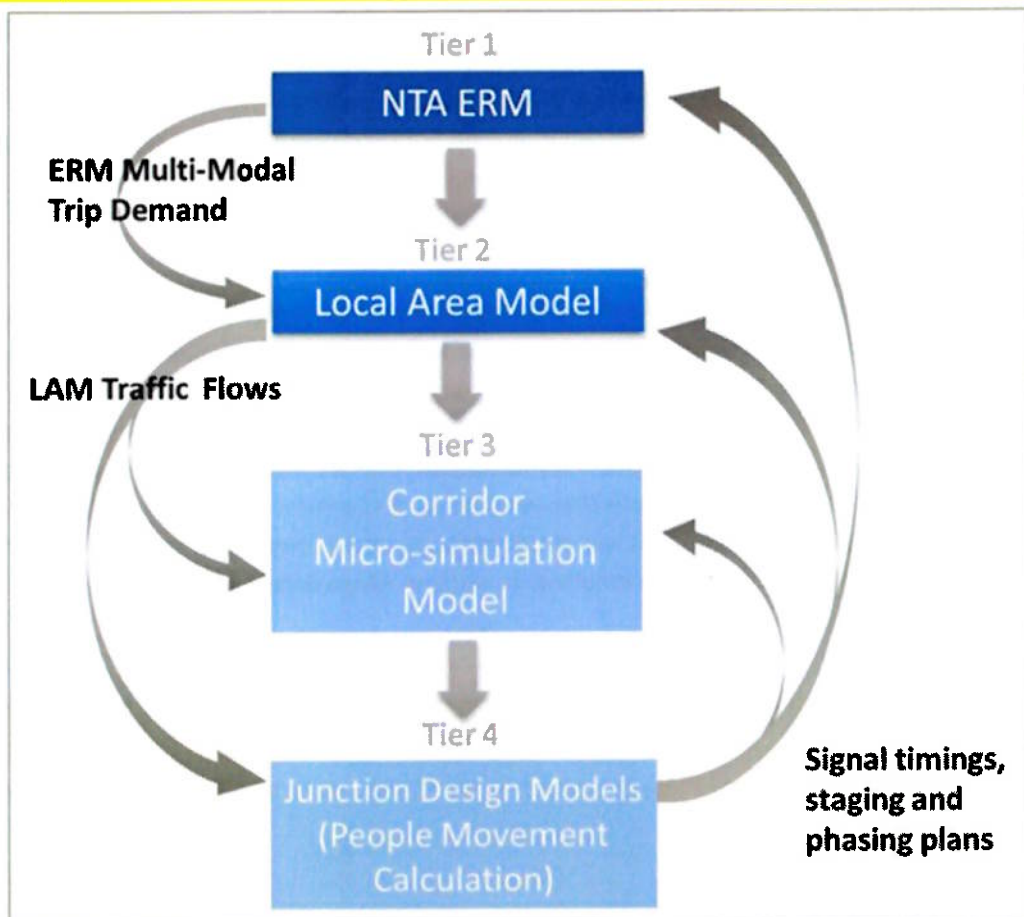 Tier 1
NTA ERM
ERM Multi-Modal
Trip Demand
Tier 2
Local Area Model
LAM Traffic Flows
Tier 3
Corridor
Micro-simulation
Model
Tier 4
Junction Design Models
(People Movement
Calculation)
Signal timings,
staging and
phasing plans